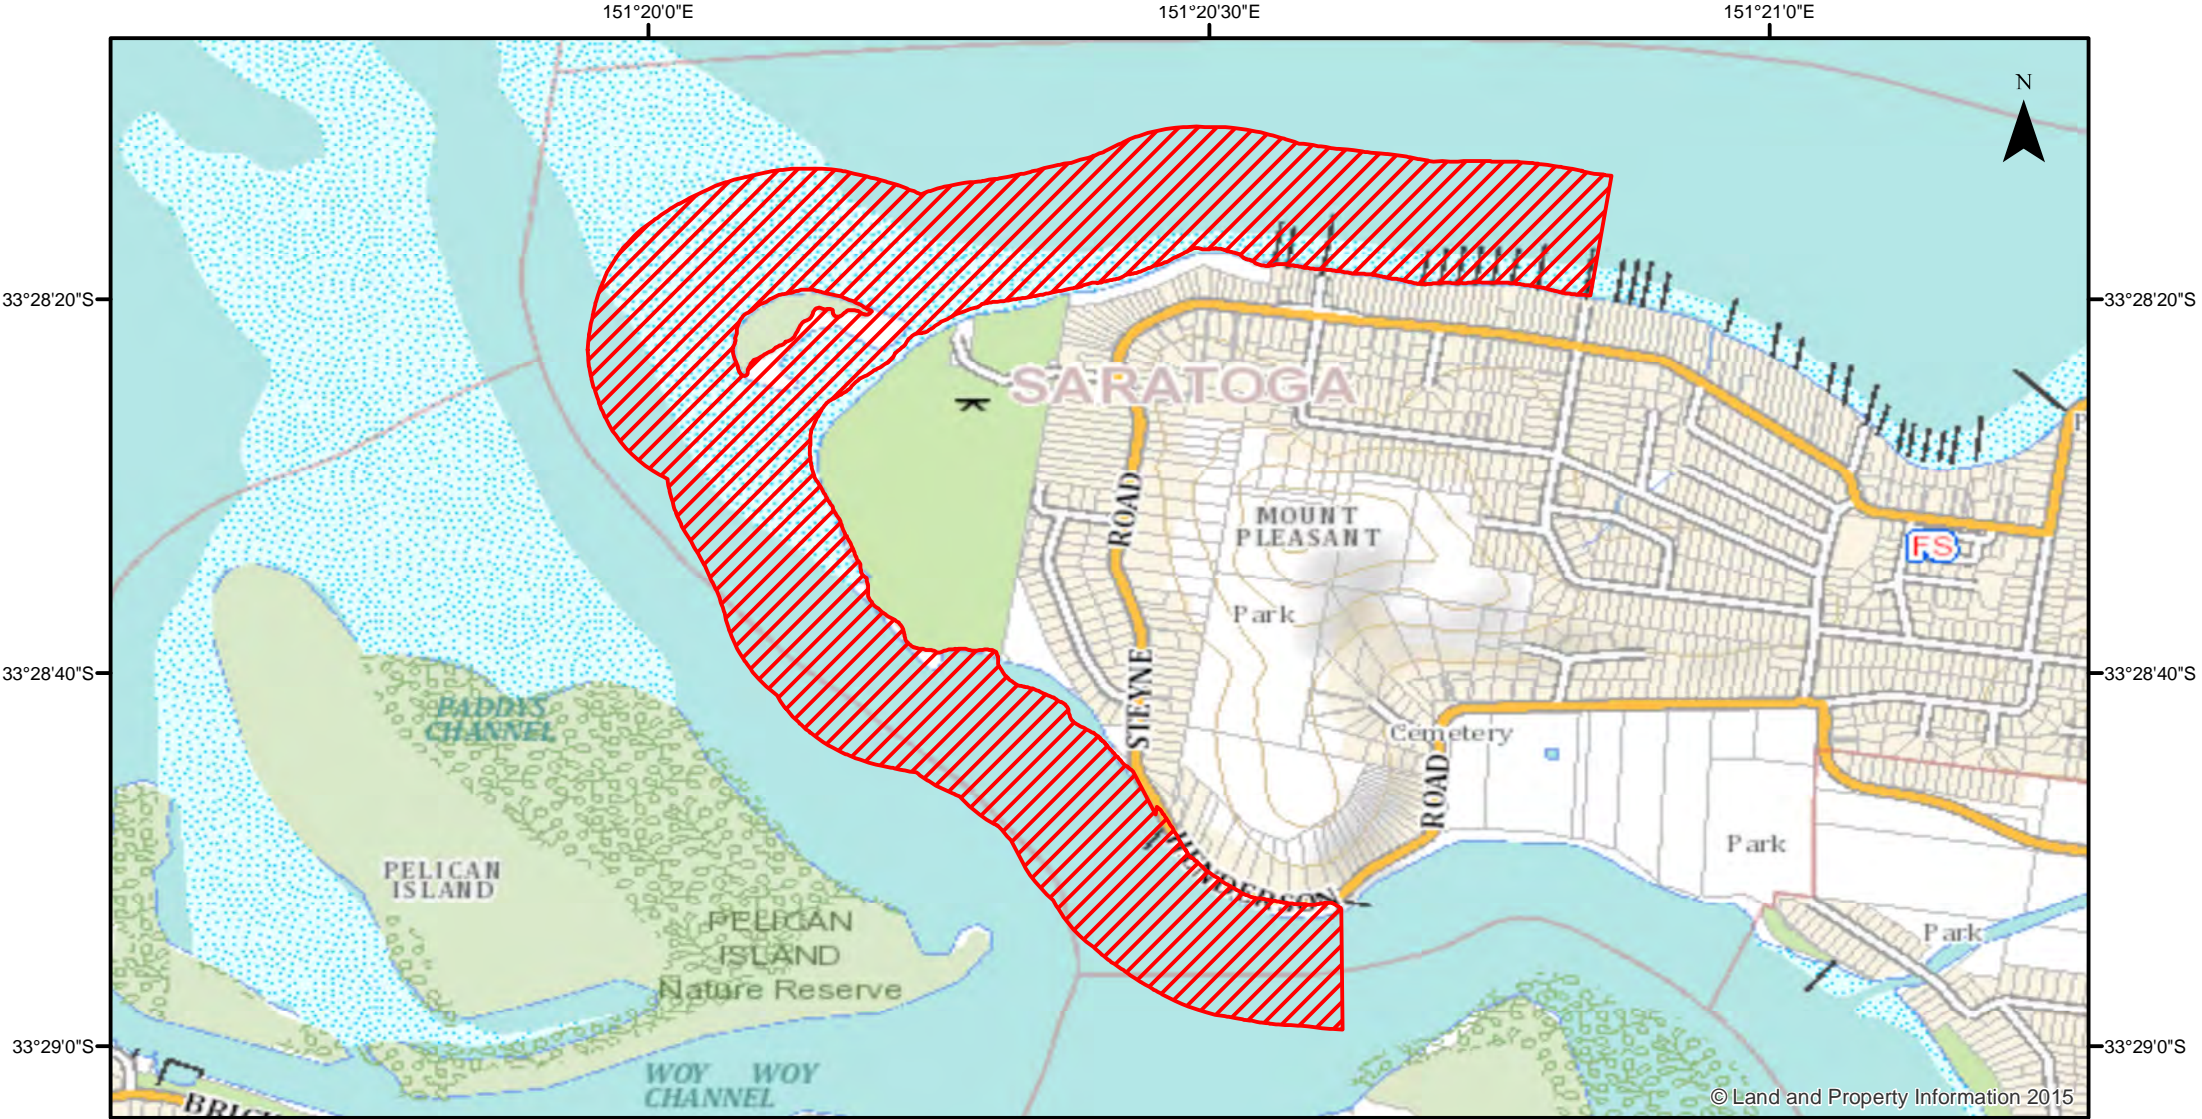 151°20'0"E
151°20'30"E
151°21'0"E
N
33°28'20"S
33°28'20"S
SARATOGA
ROAD
MOUNT
PLEASANT
FS
Park
33°28'40"S
33°28'40"S
STEYNE
PADDYS
CHANNEL
Cemetery
ROAD
Park
PELICAN
ISLAND
PELICAN
ISLAND
Nature Reserve
Park
33°29'0"S
33°29'0"S
WOY WOY
CHANNEL
© Land and Property Information 2015